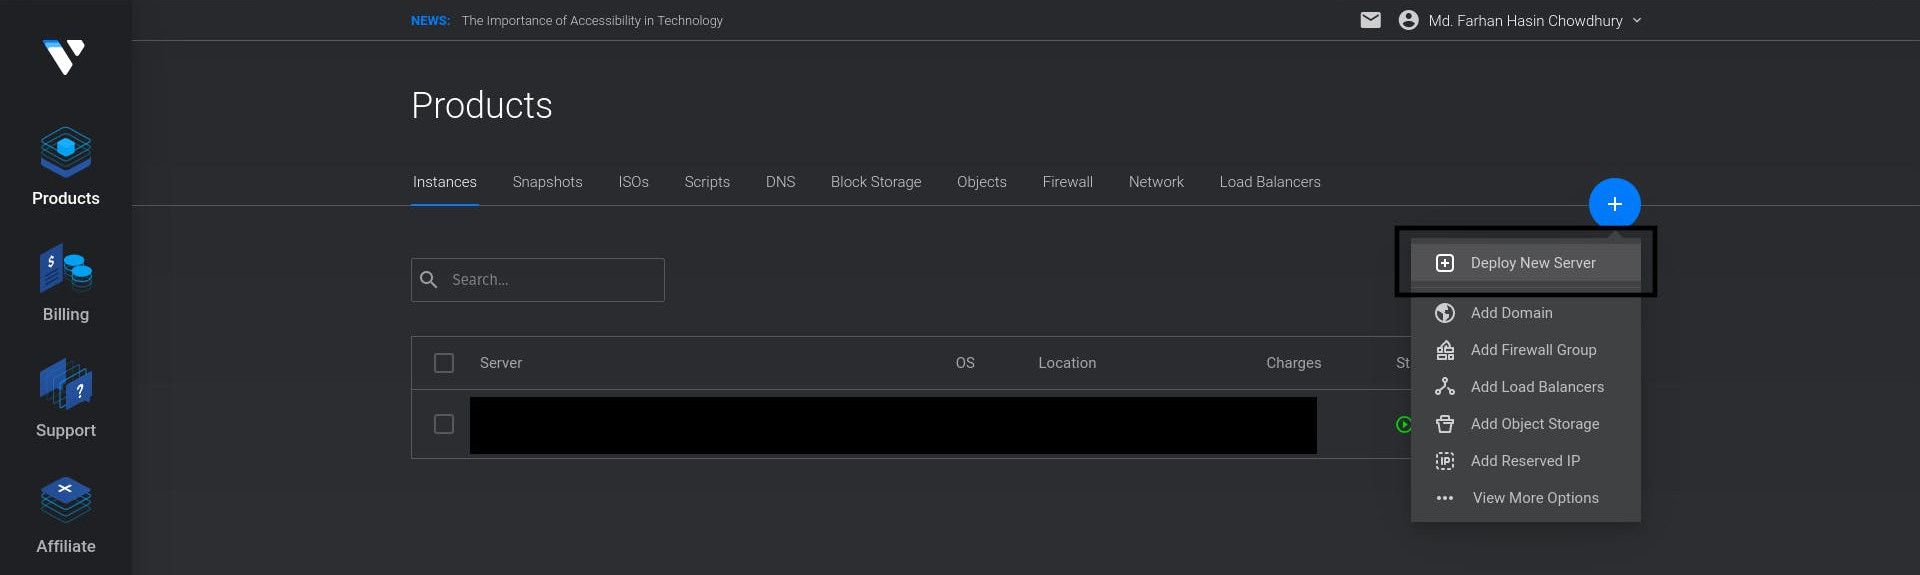 NEWS: The Importance of Accessibility in Technology
Md. Farhan Hasin Chowdhury
Products
Billing
Support
Affiliate
Products
Instances Snapshots ISOs Scripts DNS Block Storage Objects Firewall Network Load Balancers
Search...
Server OS Location Charges St
Deploy New Server
Add Domain
Add Firewall Group
Add Load Balancers
Add Object Storage
IP Add Reserved IP
View More Options